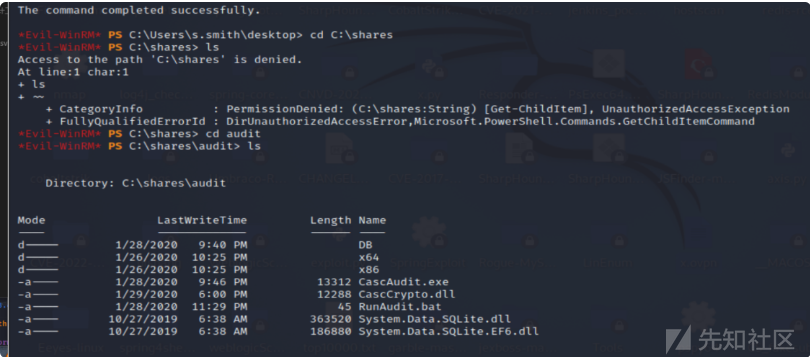 The command completed successfully.
*Evil-WinRM* PS C:\Users\s.smith\desktop> cd C:\shares
*Evil-WinRM* PS C:\shares> ls
Access to the path 'C:\shares' is denied.
At line:1 char:1
+ ls
+ ~~
    + CategoryInfo          : PermissionDenied: (C:\shares:String) [Get-ChildItem], UnauthorizedAccessException
    + FullyQualifiedErrorId : DirUnauthorizedAccessError,Microsoft.PowerShell.Commands.GetChildItemCommand
*Evil-WinRM* PS C:\shares> cd audit
*Evil-WinRM* PS C:\shares\audit> ls
    Directory: C:\shares\audit
Mode                LastWriteTime         Length Name
d-----        1/28/2020   9:40 PM                DB
d-----        1/26/2020  10:25 PM                x64
d-----        1/26/2020  10:25 PM                x86
-a----        1/28/2020   9:46 PM          13312 CascAudit.exe
-a----        1/29/2020   6:00 PM          12288 CascCrypto.dll
-a----        1/28/2020  11:29 PM             45 RunAudit.bat
-a----       10/27/2019   6:38 AM         363520 System.Data.SQLite.dll
-a----       10/27/2019   6:38 AM         186880 System.Data.SQLite.EF6.dll
先知社区